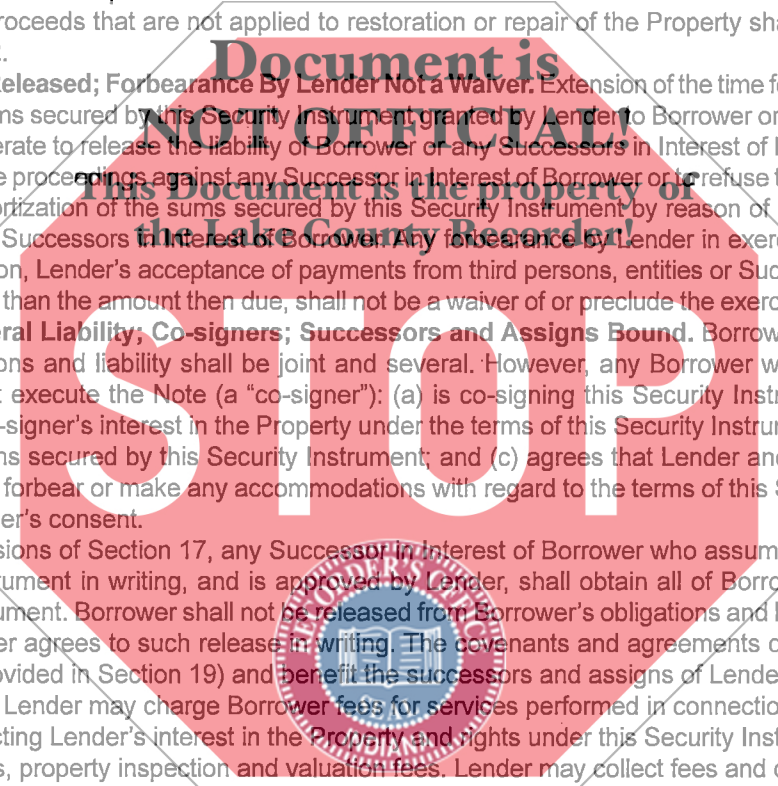 roceeds that are not applied to restoration or repair of the Property sha
Document is
eleased; Forbearance By Lender Not a Waiver. Extension of the time fo
ms secured by this Security Instrument granted by Lender to Borrower or
NOT OFFICIAL!
erate to release the liability of Borrower or any Successors in Interest of
e proceedings against any Successor in Interest of Borrower or to refuse t
This Document is the property of
ortization of the sums secured by this Security Instrument by reason of
the Lake County Recorder!
Successors in Interest of Borrower. Any forbearance by Lender in exerc
on, Lender's acceptance of payments from third persons, entities or Suc
than the amount then due, shall not be a waiver of or preclude the exerc
eral Liability; Co-signers; Successors and Assigns Bound. Borrow
ons and liability shall be joint and several. However, any Borrower w
t execute the Note (a “co-signer”): (a) is co-signing this Security Instr
-signer's interest in the Property under the terms of this Security Instrum
STOP
ms secured by this Security Instrument; and (c) agrees that Lender and
forbear or make any accommodations with regard to the terms of this S
er's consent.
sions of Section 17, any Successor in Interest of Borrower who assum
ument in writing, and is approved by Lender, shall obtain all of Borro
ument. Borrower shall not be released from Borrower's obligations and l
er agrees to such release in writing. The covenants and agreements o
ovided in Section 19) and benefit the successors and assigns of Lende
RECORDER'S OFFICE
SEAL
INDIANA
Lender may charge Borrower fees for services performed in connectio
cting Lender's interest in the Property and rights under this Security Inst
s, property inspection and valuation fees. Lender may collect fees and c